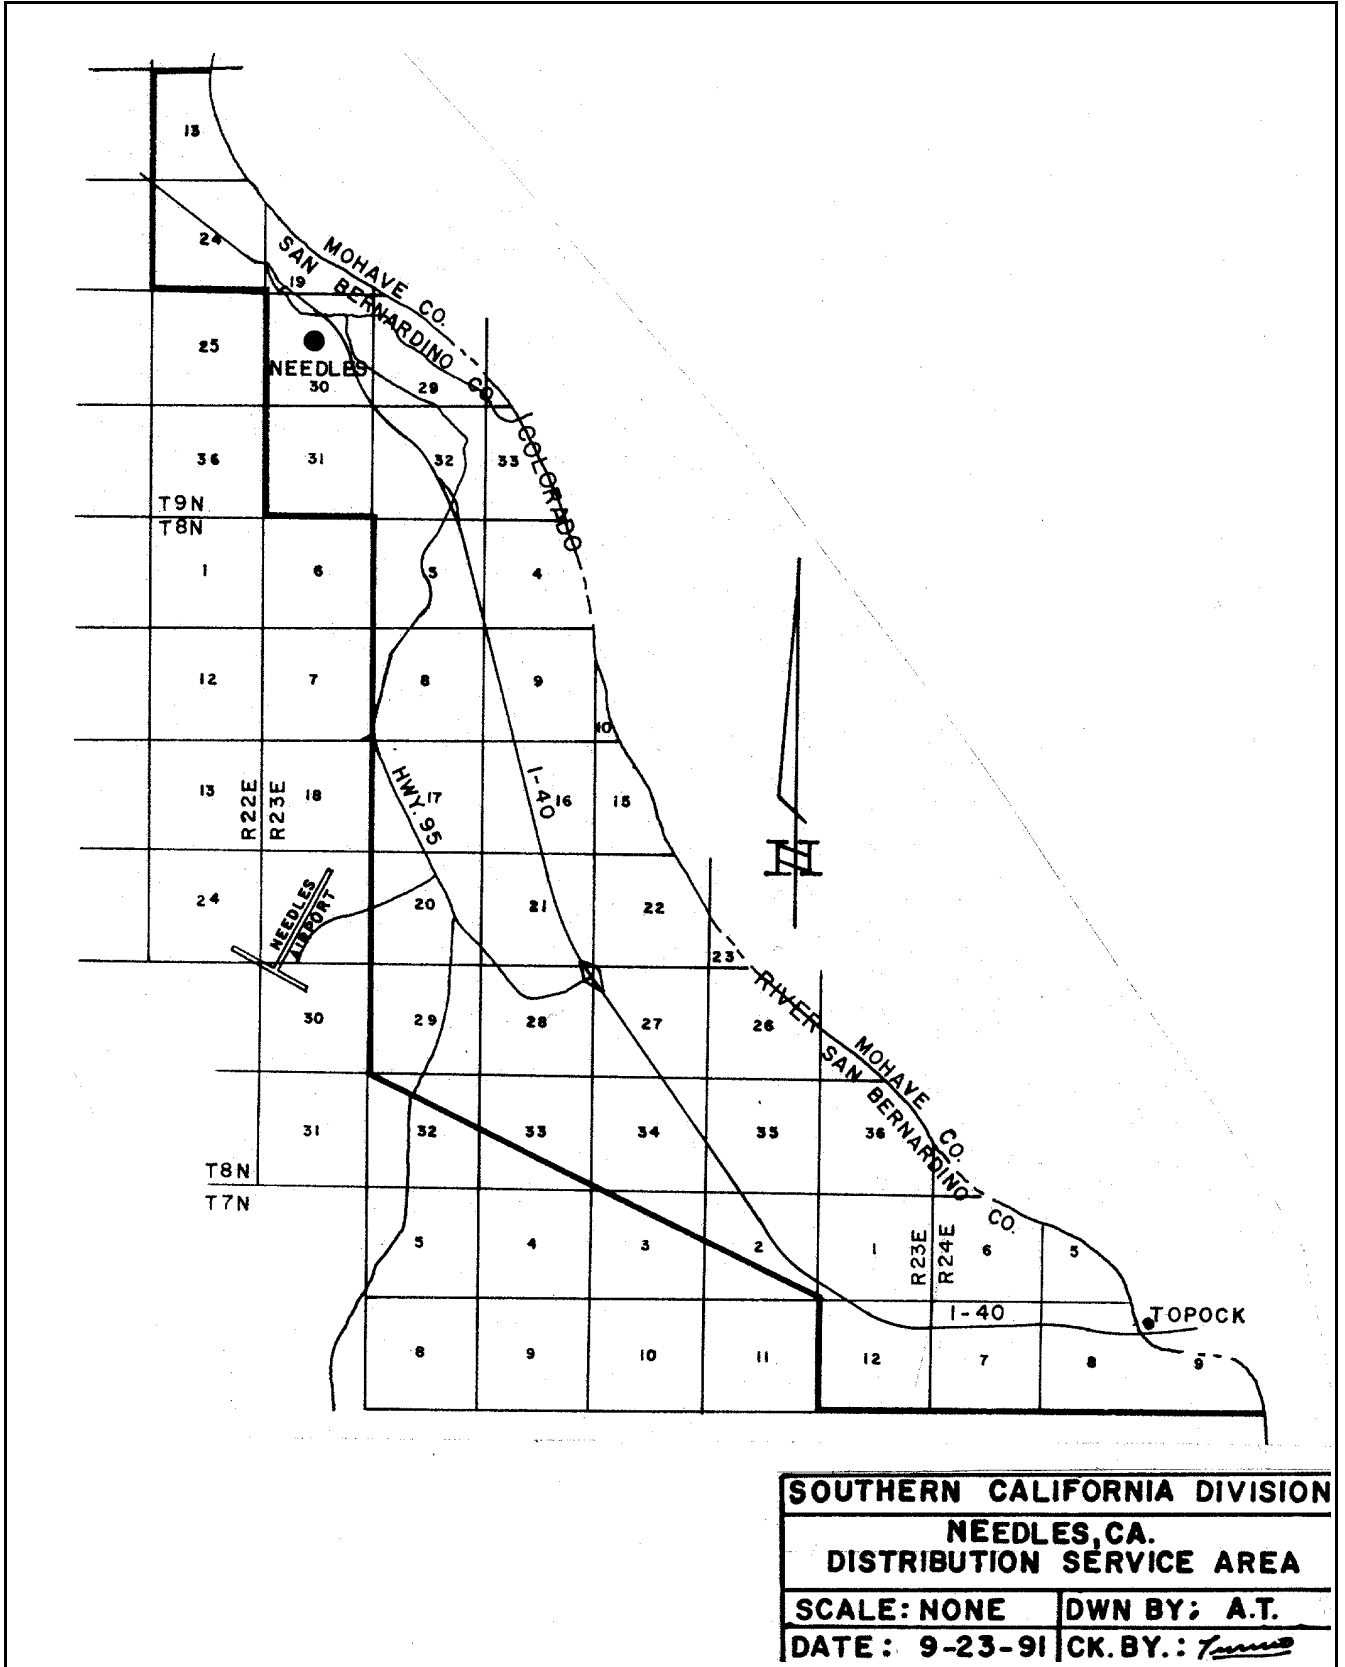 13
24
19
MOHAVE CO.
SAN BERNARDINO CO.
25
NEEDLES
30
29
36
31
32
33
COLORADO
T9N
T8N
1
6
5
4
12
7
8
9
10
13
R22E
R23E
18
HWY. 95
17
I-40
16
15
24
NEEDLES
AIRPORT
20
21
22
23
N
RIVER
30
29
28
27
26
MOHAVE CO.
SAN BERNARDINO CO.
31
32
33
34
35
36
T8N
T7N
5
4
3
2
1
R23E
R24E
6
5
I-40
TOPOCK
8
9
10
11
12
7
8
9
SOUTHERN CALIFORNIA DIVISION
NEEDLES, CA.
DISTRIBUTION SERVICE AREA
SCALE: NONE
DWN BY: A.T.
DATE: 9-23-91
CK. BY.: